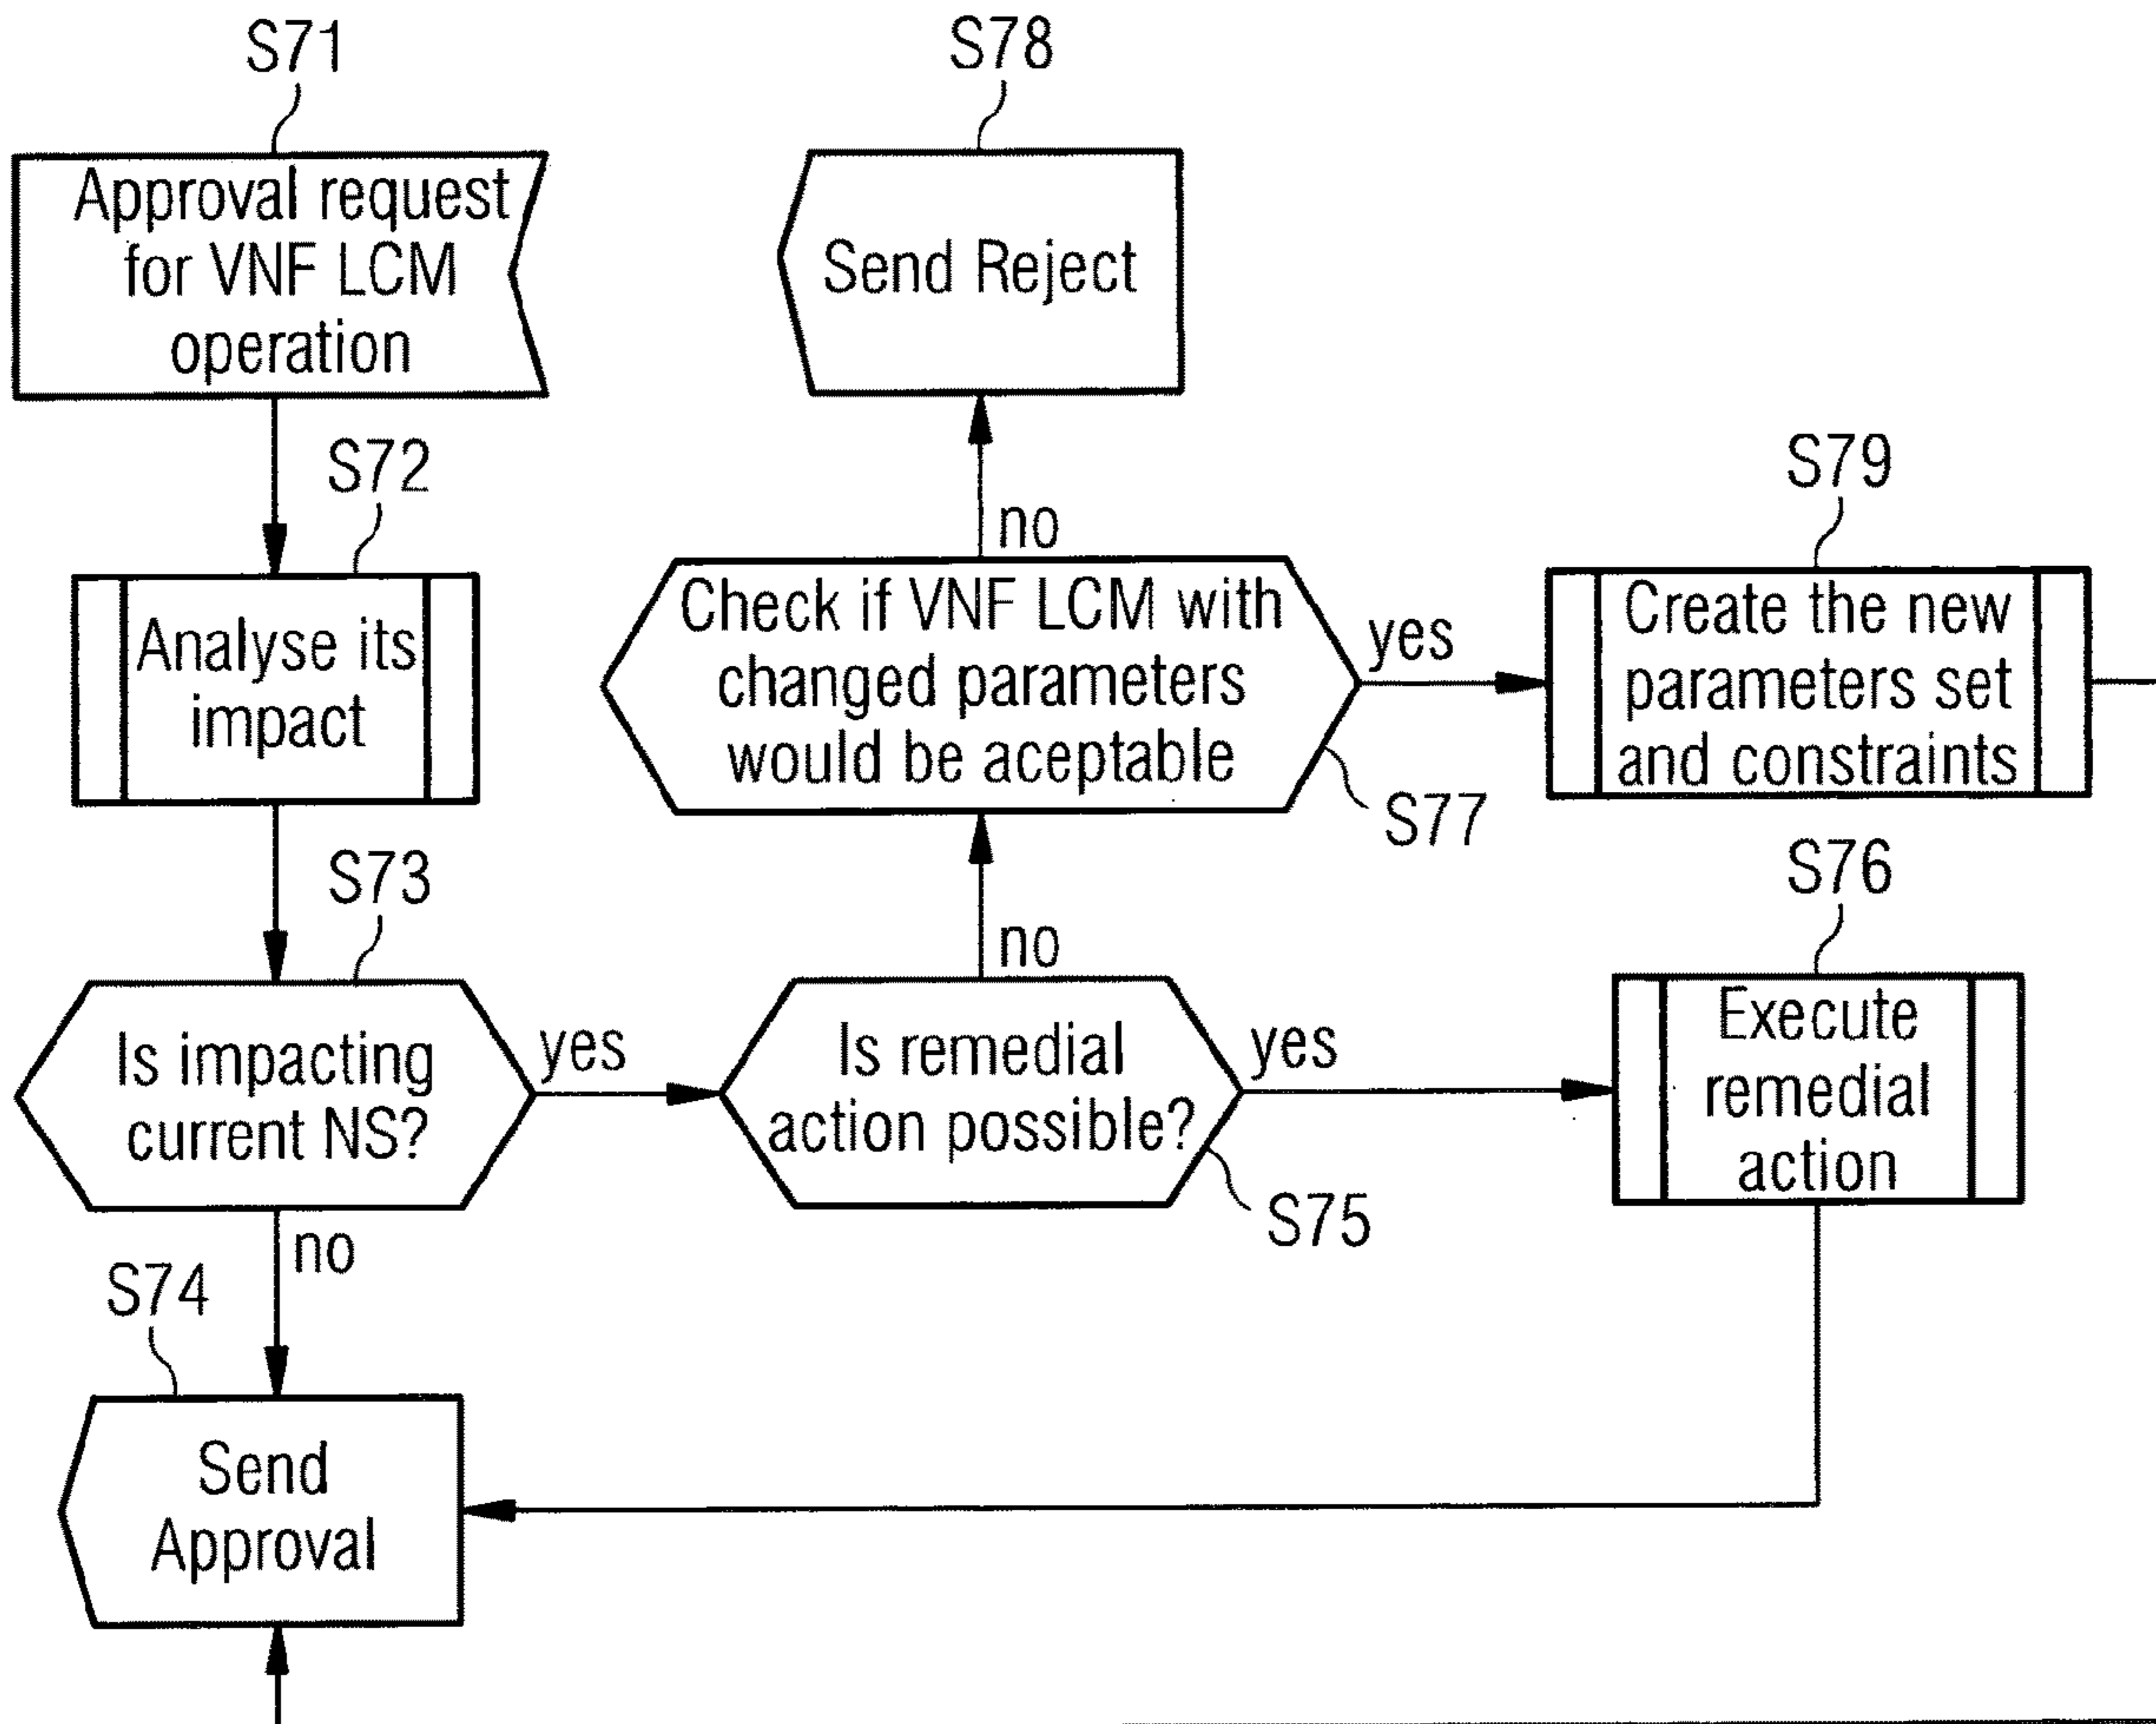 S71
Approval request
for VNF LCM
operation
S72
Analyse its
impact
S73
Is impacting
current NS?
yes
no
S74
Send
Approval
S78
Send Reject
no
Check if VNF LCM with
changed parameters
would be aceptable
S77
yes
S79
Create the new
parameters set
and constraints
no
Is remedial
action possible?
S75
yes
S76
Execute
remedial
action